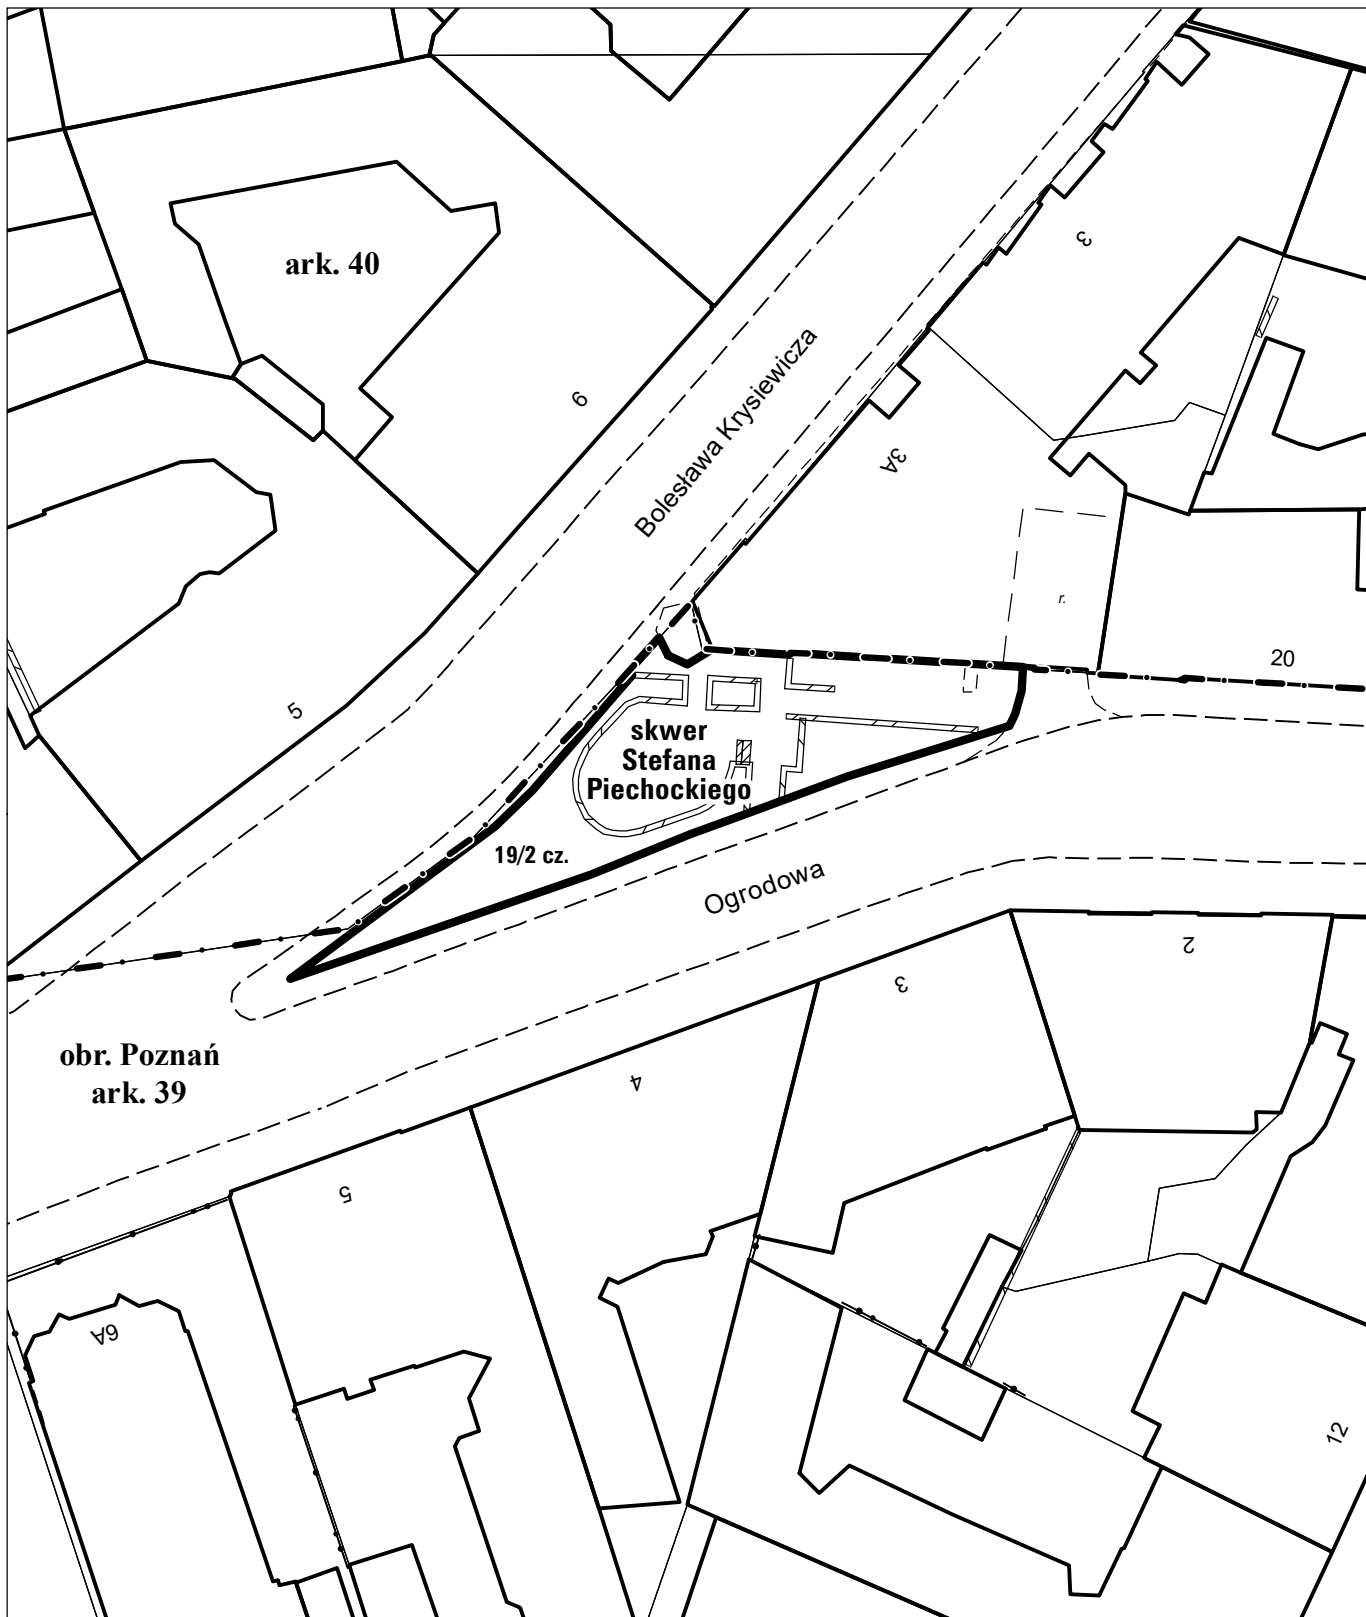 ark. 40
3
Bolesława Krysiewicza
6
3A
r.
20
5
skwer
Stefana
Piechockiego
19/2 cz.
Ogrodowa
2
3
obr. Poznań
ark. 39
4
5
6A
12